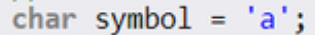 char symbol = 'a';